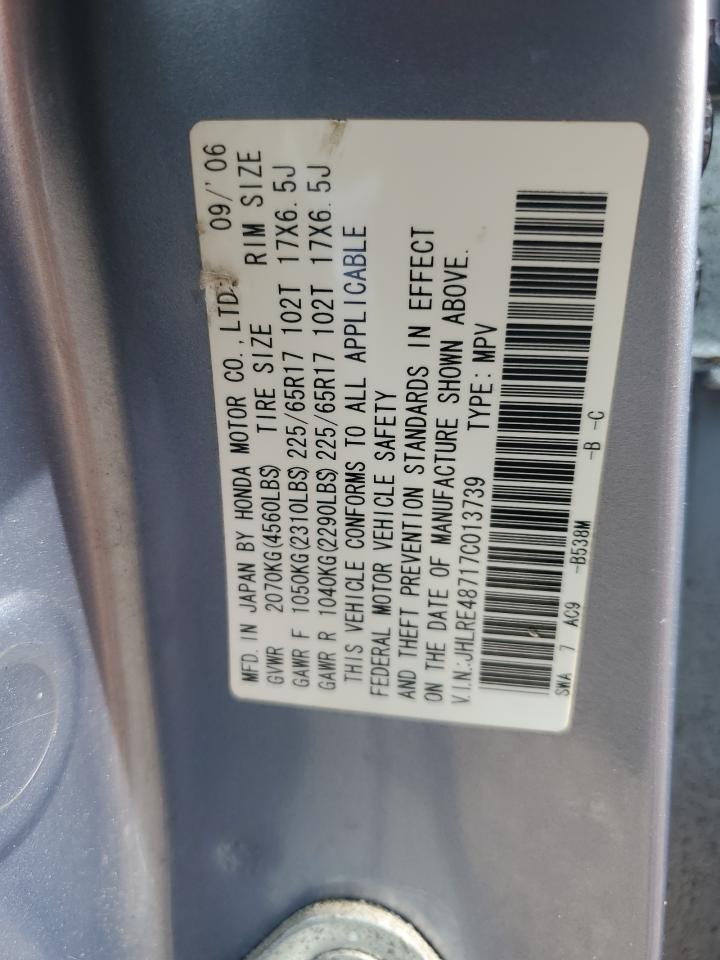 MFD. IN JAPAN BY HONDA MOTOR CO., LTD. 09/'06
GVWR 2070KG(4560LBS) TIRE SIZE RIM SIZE
GAWR F 1050KG(2310LBS) 225/65R17 102T 17X6.5J
GAWR R 1040KG(2290LBS) 225/65R17 102T 17X6.5J
THIS VEHICLE CONFORMS TO ALL APPLICABLE
FEDERAL MOTOR VEHICLE SAFETY
AND THEFT PREVENTION STANDARDS IN EFFECT
ON THE DATE OF MANUFACTURE SHOWN ABOVE.
V.I.N.:JHLRE48717C013739 TYPE: MPV
SWA 7 AC9 -B538M -B -C